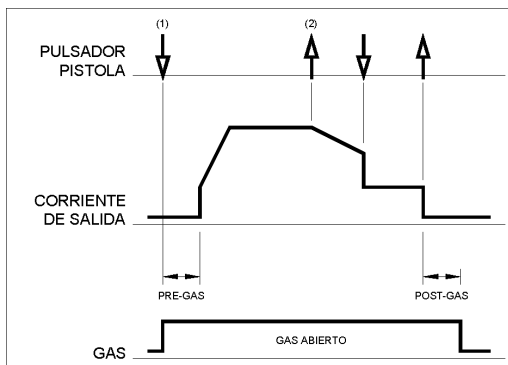 (1)
(2)
PULSADOR
PISTOLA
CORRIENTE
DE SALIDA
PRE-GAS
POST-GAS
GAS ABIERTO
GAS